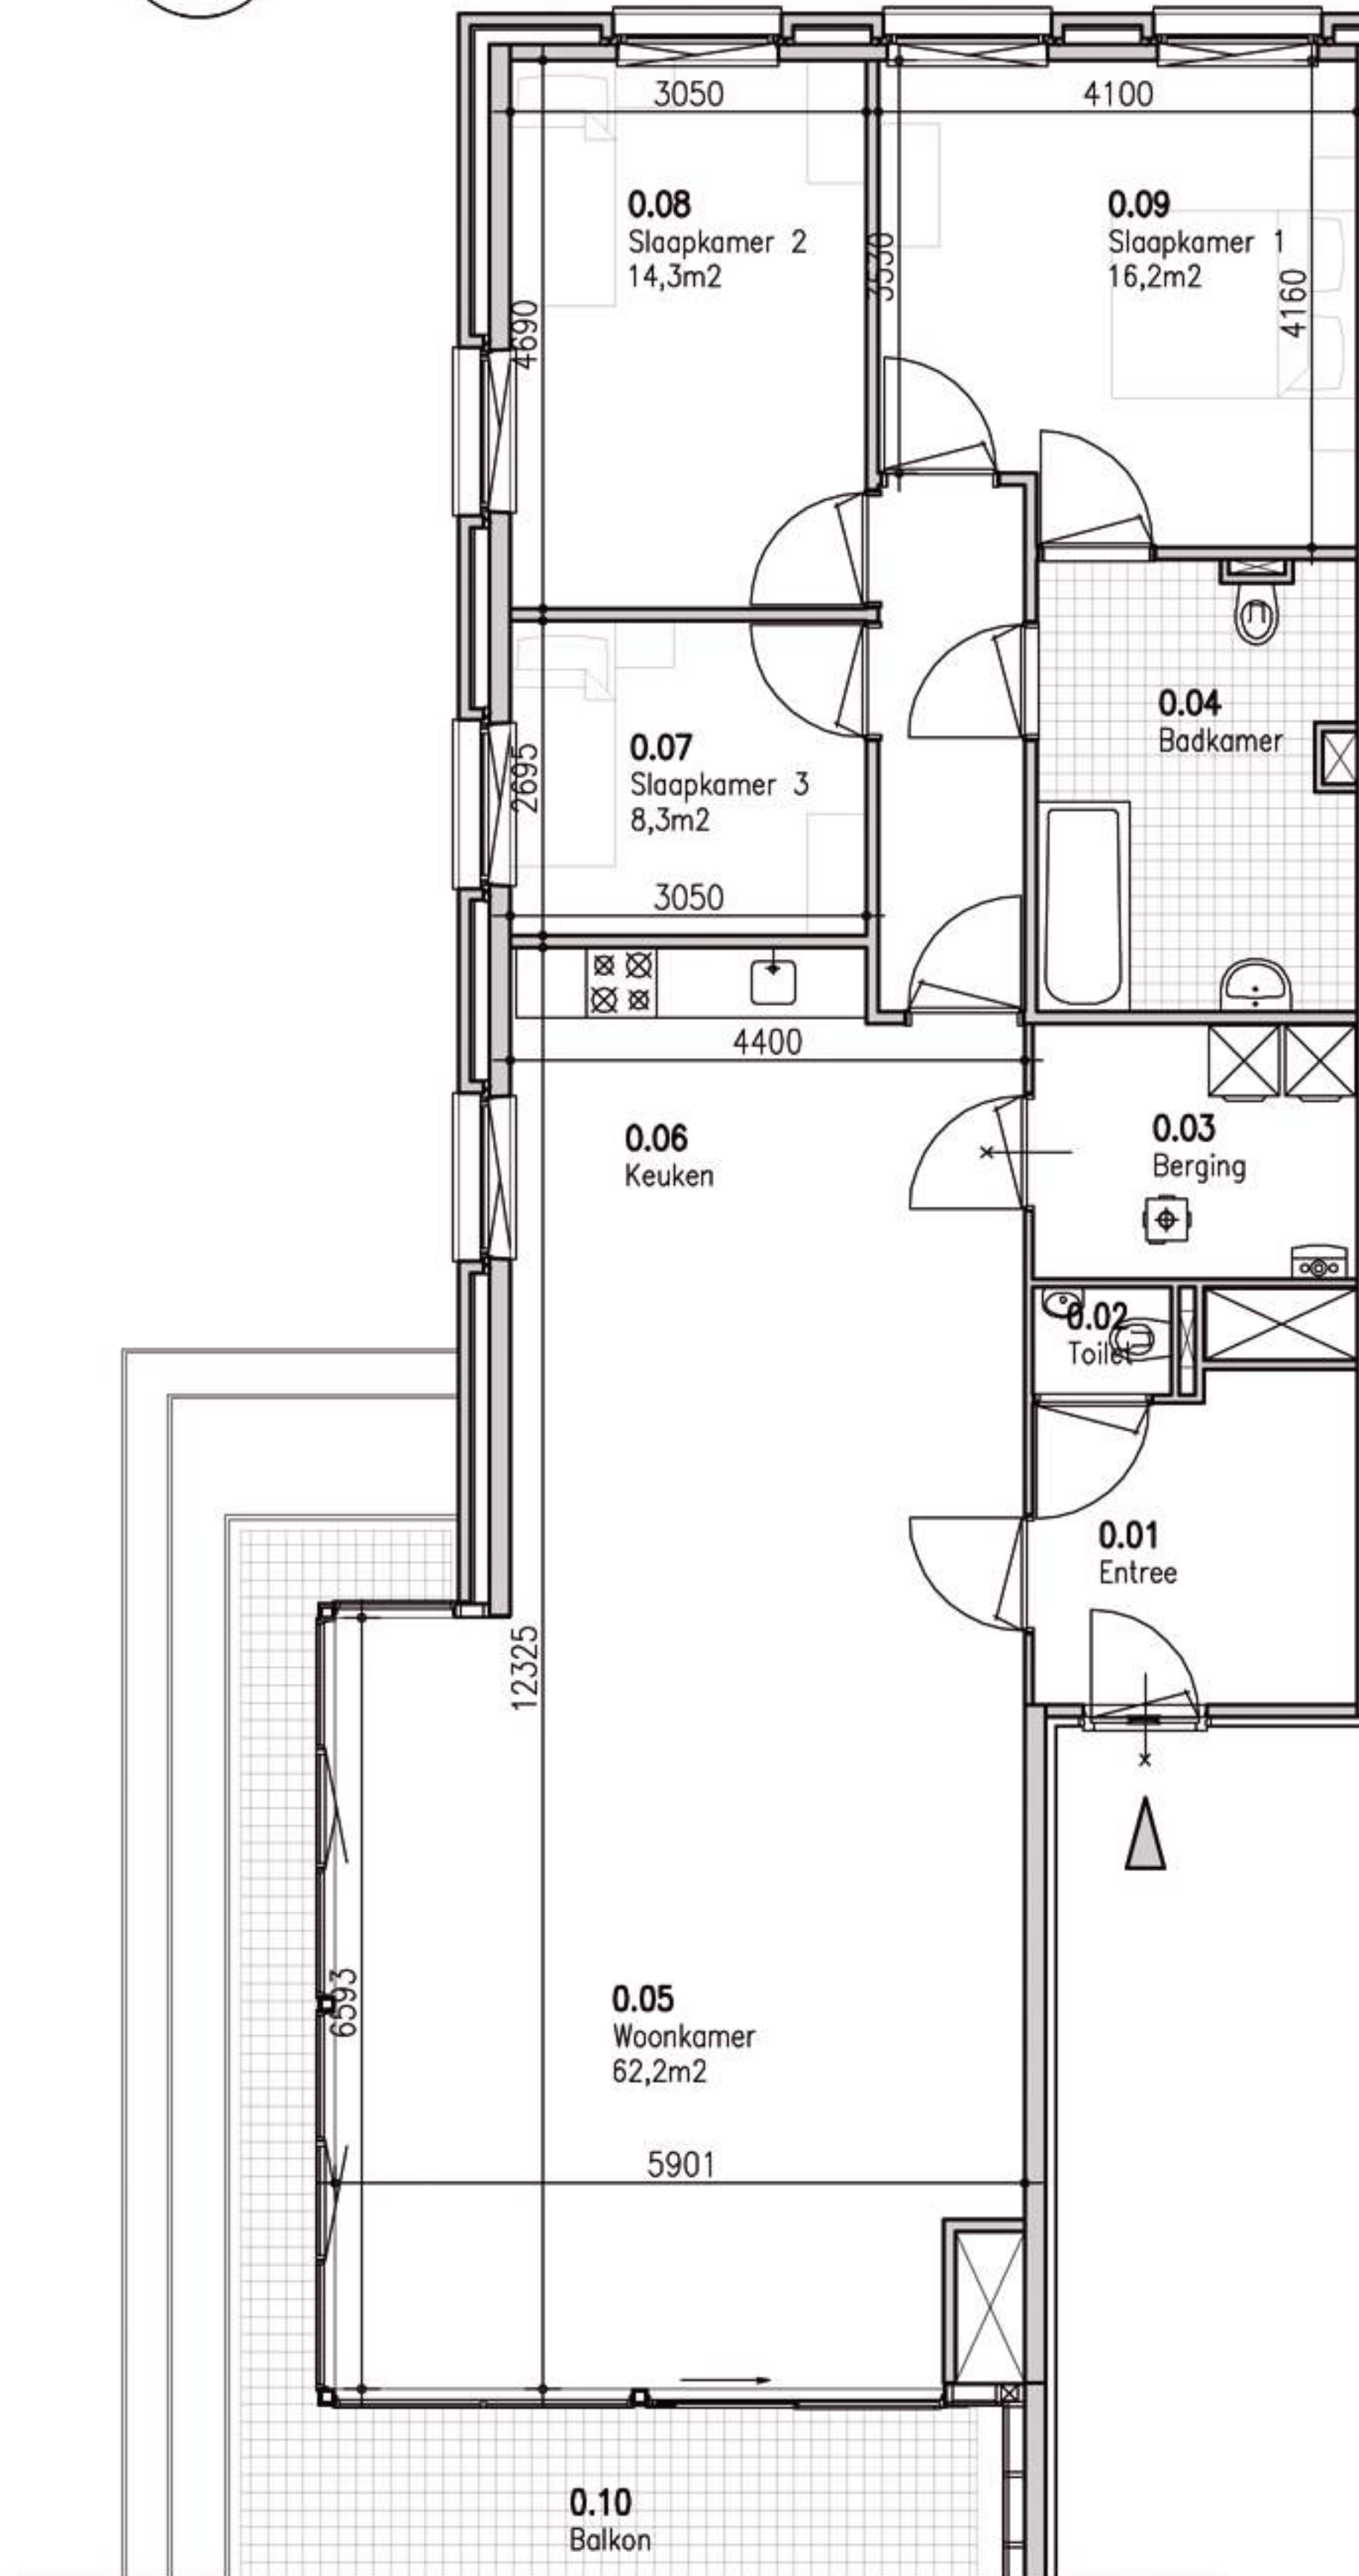 3050
4100
0.08
Slaapkamer 2
14,3m2
0.09
Slaapkamer 1
16,2m2
3530
4160
4690
0.04
Badkamer
0.07
Slaapkamer 3
8,3m2
2695
3050
4400
0.06
Keuken
0.03
Berging
0.02
Toilet
0.01
Entree
12325
6593
0.05
Woonkamer
62,2m2
5901
0.10
Balkon